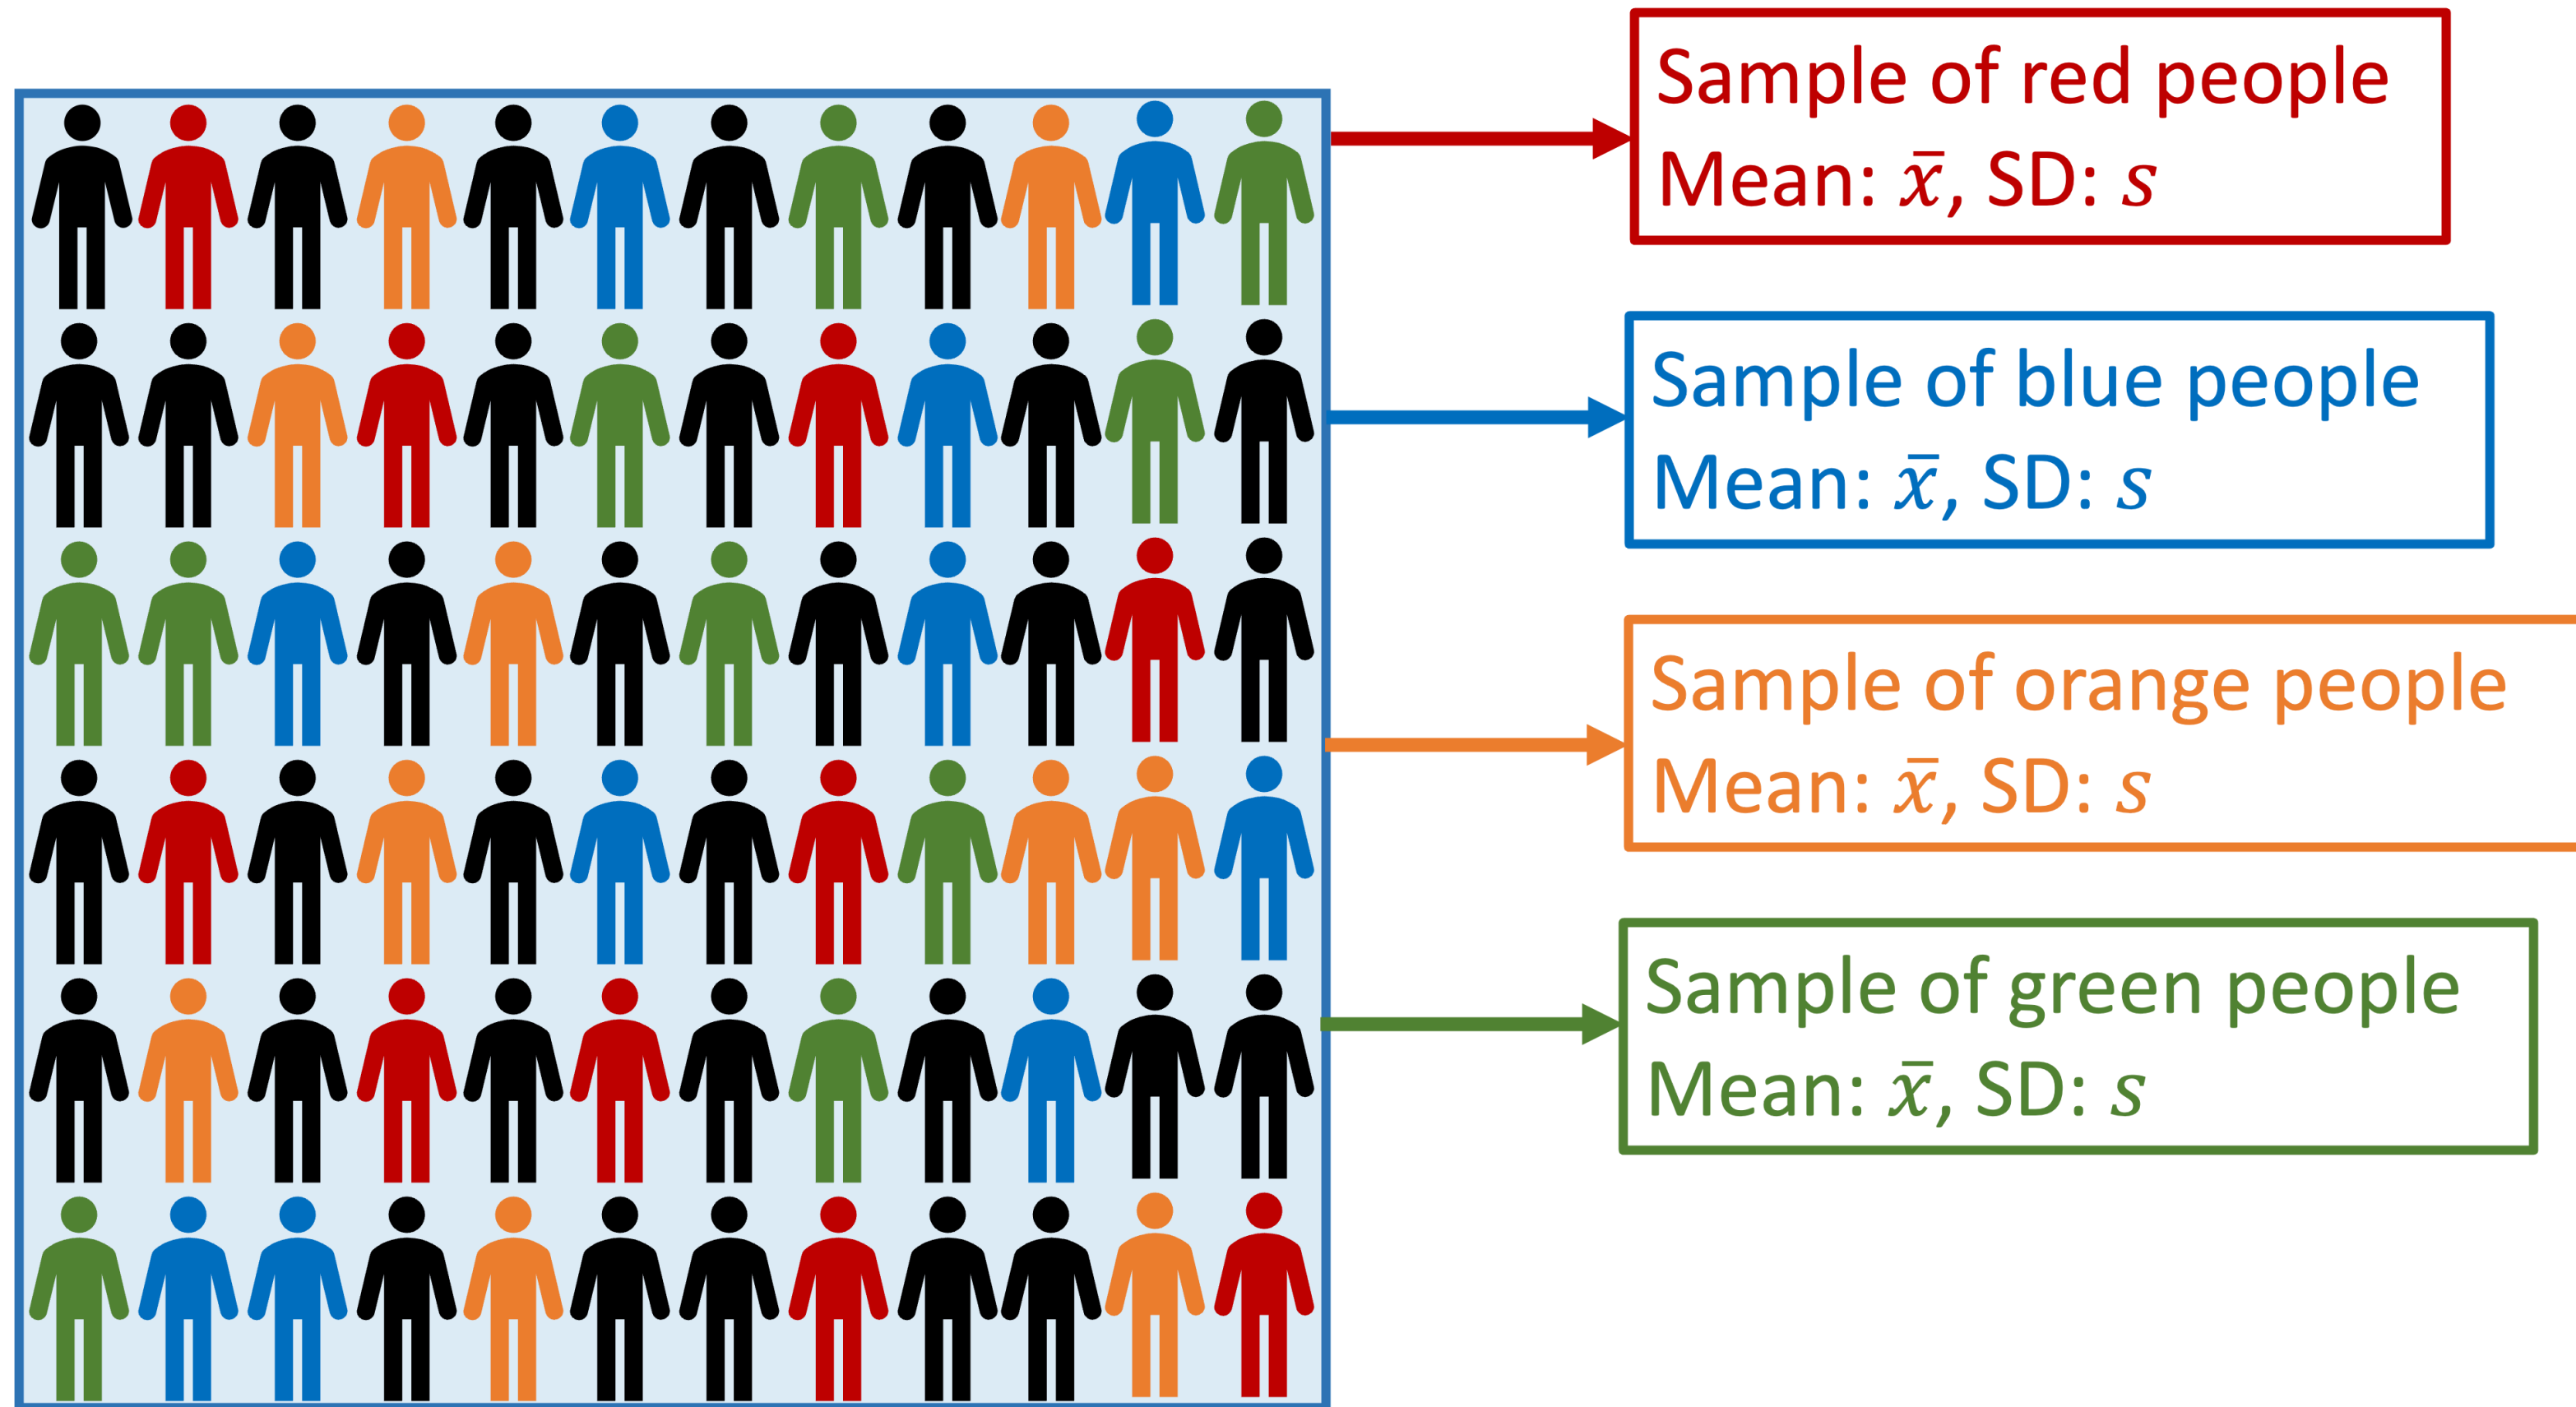 Sample of red people
Mean: x̄, SD: s
Sample of blue people
Mean: x̄, SD: s
Sample of orange people
Mean: x̄, SD: s
Sample of green people
Mean: x̄, SD: s